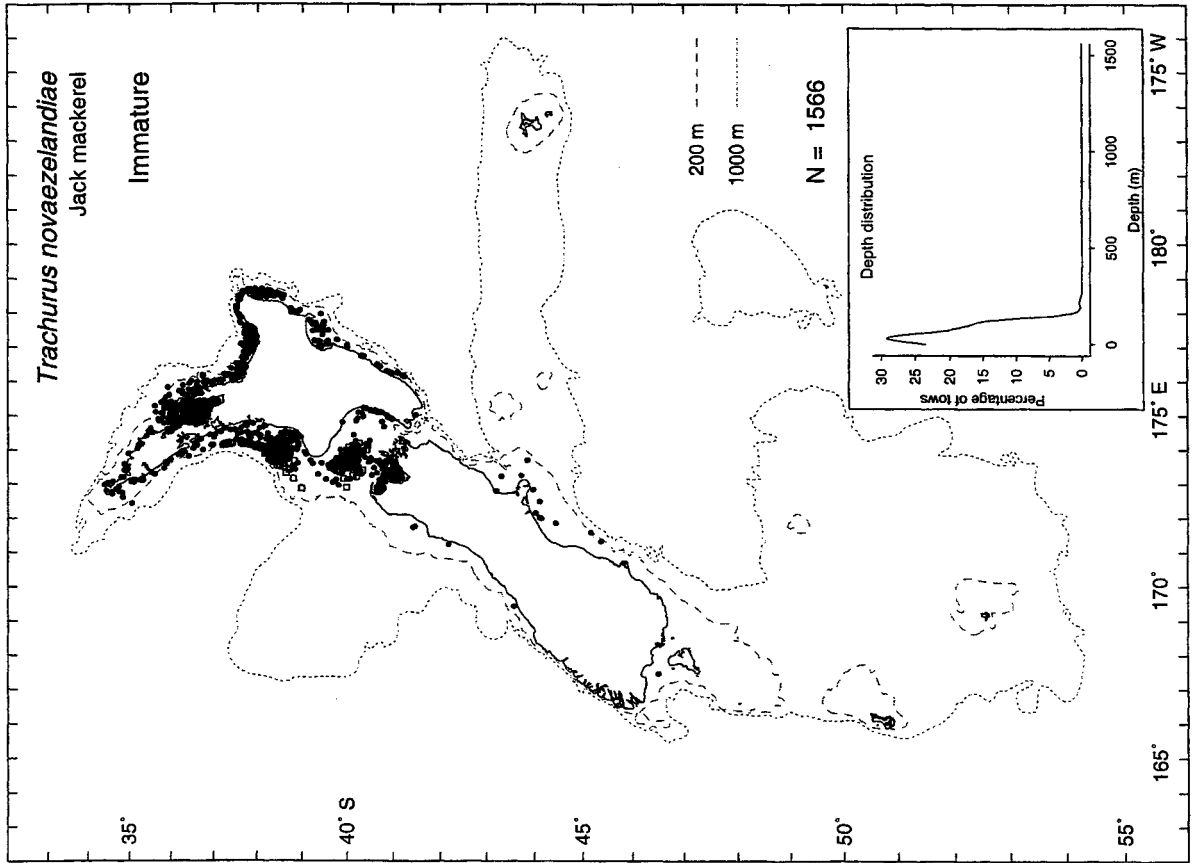 Trachurus novaezelandiae
Jack mackerel
Immature
35°
40° S
45°
50°
55°
165°
170°
175° E
180°
175° W
200 m
1000 m
N = 1566
Depth distribution
Percentage of tows
30
25
20
15
10
5
0
0
500
1000
1500
Depth (m)